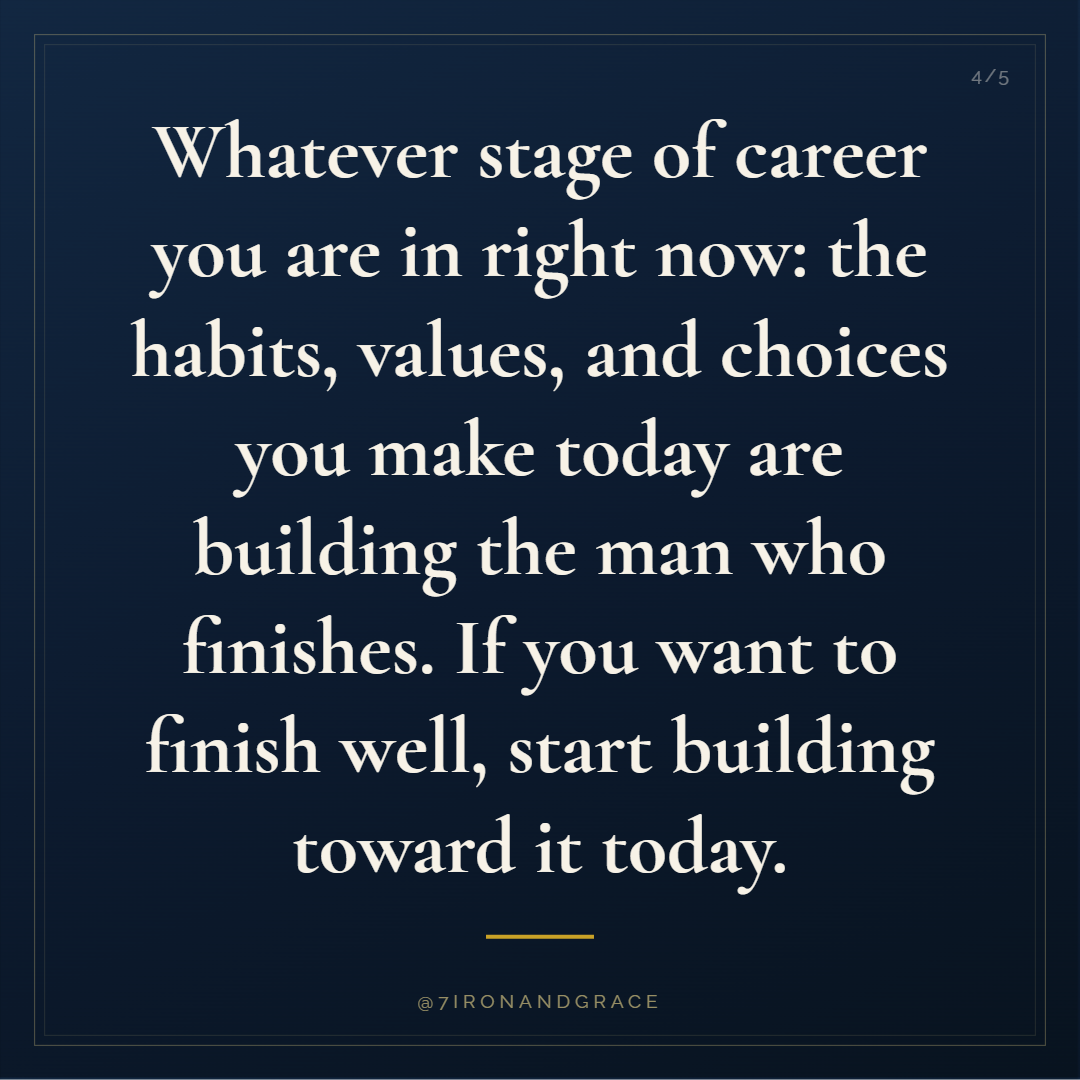 4/5
Whatever stage of career
you are in right now: the
habits, values, and choices
you make today are
building the man who
finishes. If you want to
finish well, start building
toward it today.
@7IRONANDGRACE